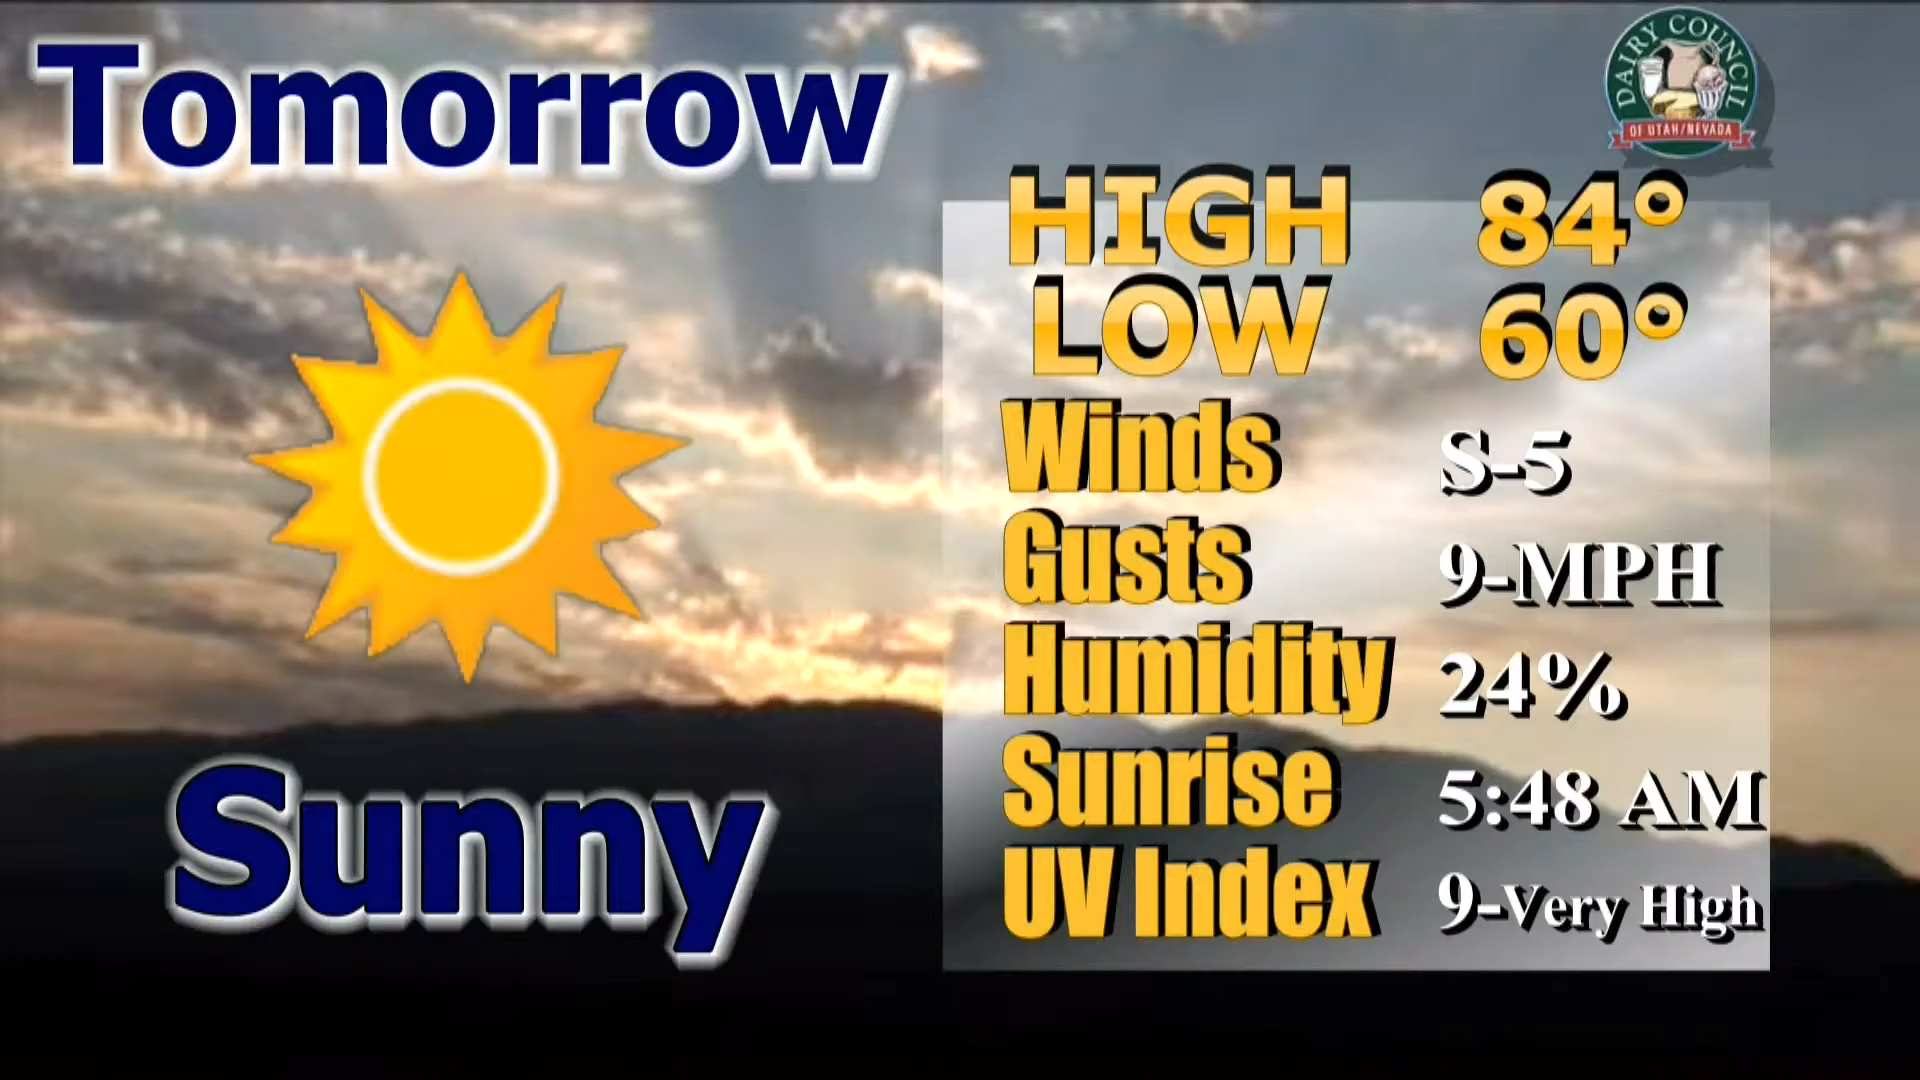 Tomorrow
DAIRY COUNCIL
OF UTAH/NEVADA
HIGH 84°
LOW 60°
Winds S-5
Gusts 9-MPH
Humidity 24%
Sunrise 5:48 AM
UV Index 9-Very High
Sunny